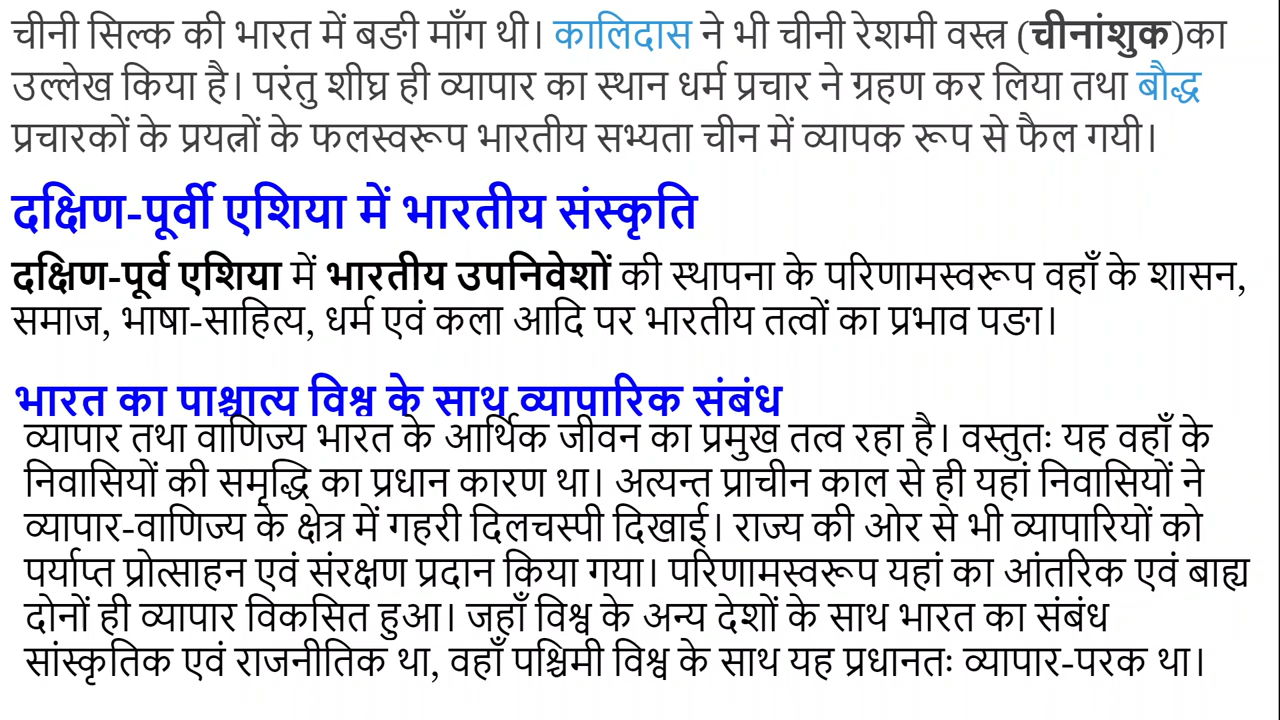 चीनी सिल्क की भारत में बङी माँग थी। कालिदास ने भी चीनी रेशमी वस्त्र (चीनांशुक)का
उल्लेख किया है। परंतु शीघ्र ही व्यापार का स्थान धर्म प्रचार ने ग्रहण कर लिया तथा बौद्ध
प्रचारकों के प्रयत्नों के फलस्वरूप भारतीय सभ्यता चीन में व्यापक रूप से फैल गयी।
दक्षिण-पूर्वी एशिया में भारतीय संस्कृति
दक्षिण-पूर्व एशिया में भारतीय उपनिवेशों की स्थापना के परिणामस्वरूप वहाँ के शासन,
समाज, भाषा-साहित्य, धर्म एवं कला आदि पर भारतीय तत्वों का प्रभाव पङा।
भारत का पाश्चात्य विश्व के साथ व्यापारिक संबंध
व्यापार तथा वाणिज्य भारत के आर्थिक जीवन का प्रमुख तत्व रहा है। वस्तुतः यह वहाँ के
निवासियों की समृद्धि का प्रधान कारण था। अत्यन्त प्राचीन काल से ही यहां निवासियों ने
व्यापार-वाणिज्य के क्षेत्र में गहरी दिलचस्पी दिखाई। राज्य की ओर से भी व्यापारियों को
पर्याप्त प्रोत्साहन एवं संरक्षण प्रदान किया गया। परिणामस्वरूप यहां का आंतरिक एवं बाह्य
दोनों ही व्यापार विकसित हुआ। जहाँ विश्व के अन्य देशों के साथ भारत का संबंध
सांस्कृतिक एवं राजनीतिक था, वहाँ पश्चिमी विश्व के साथ यह प्रधानतः व्यापार-परक था।